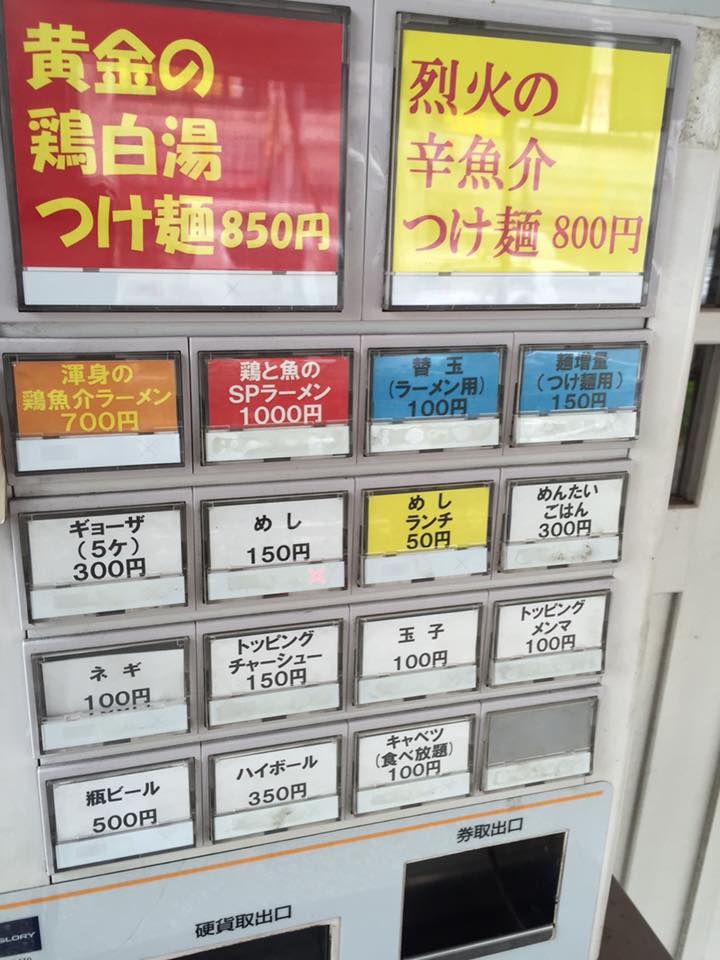 黄金の
鶏白湯
つけ麺850円
烈火の
辛魚介
つけ麺 800円
渾身の
鶏魚介ラーメン
700円
鶏と魚の
SPラーメン
1000円
替玉
(ラーメン用)
100円
麺増量
(つけ麺用)
150円
ギョーザ
(5ケ)
300円
めし
150円
めし
ランチ
50円
めんたい
ごはん
300円
ネギ
100円
トッピング
チャーシュー
150円
玉子
100円
トッピング
メンマ
100円
瓶ビール
500円
ハイボール
350円
キャベツ
(食べ放題)
100円
券取出口
硬貨取出口
GLORY